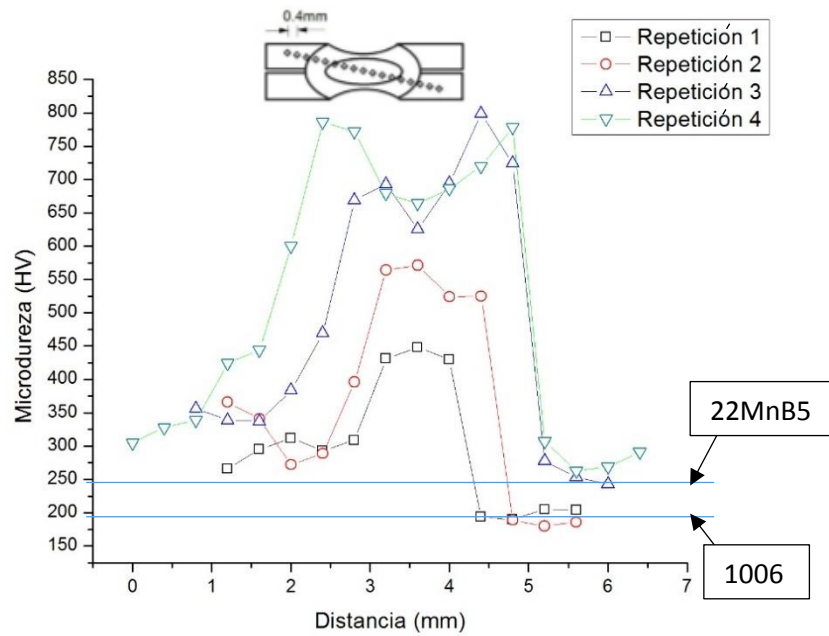 0.4mm
Repetición 1
Repetición 2
Repetición 3
Repetición 4
Microdureza (HV)
850
800
750
700
650
600
550
500
450
400
350
300
250
200
150
22MnB5
1006
0 1 2 3 4 5 6 7
Distancia (mm)